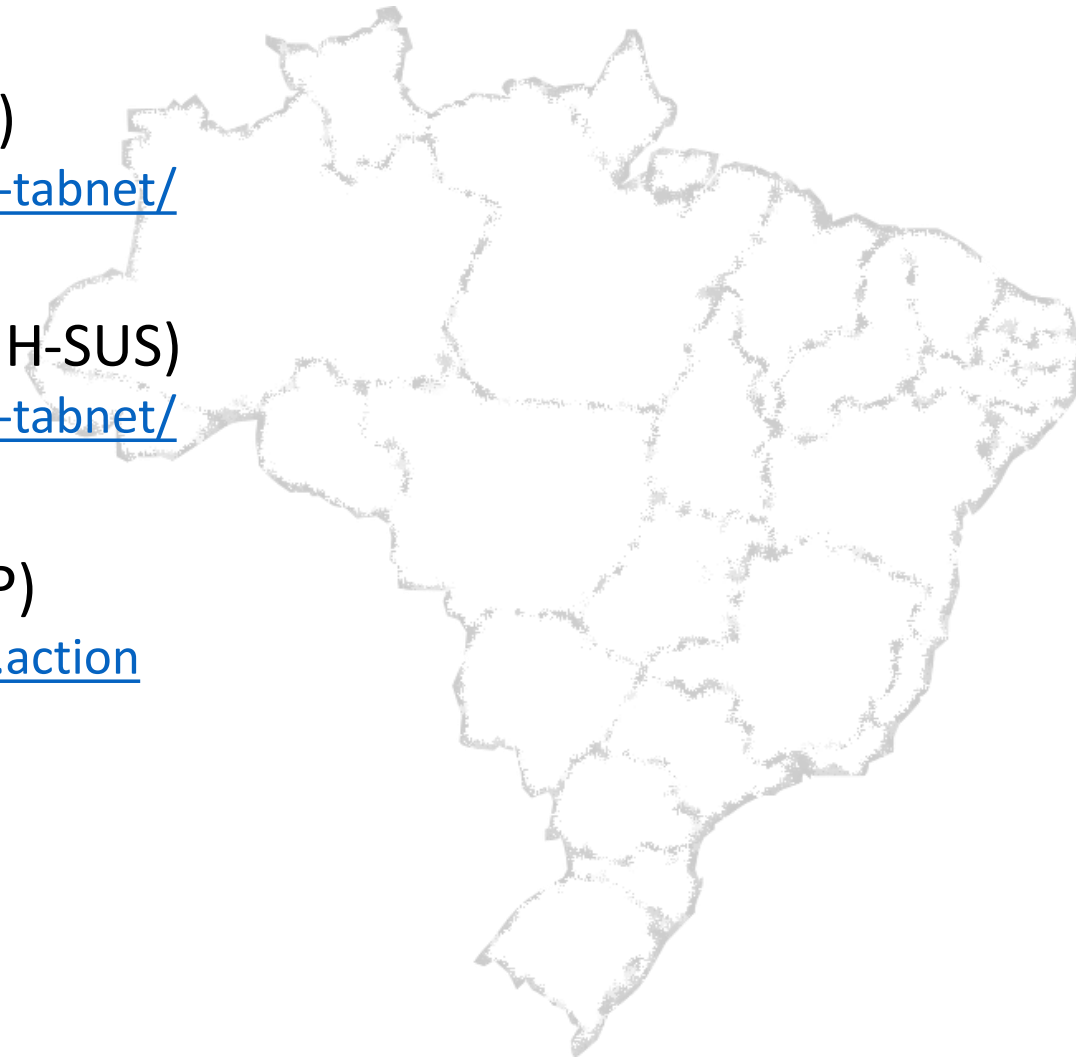 )
-tabnet/
H-SUS)
-tabnet/
P)
.action